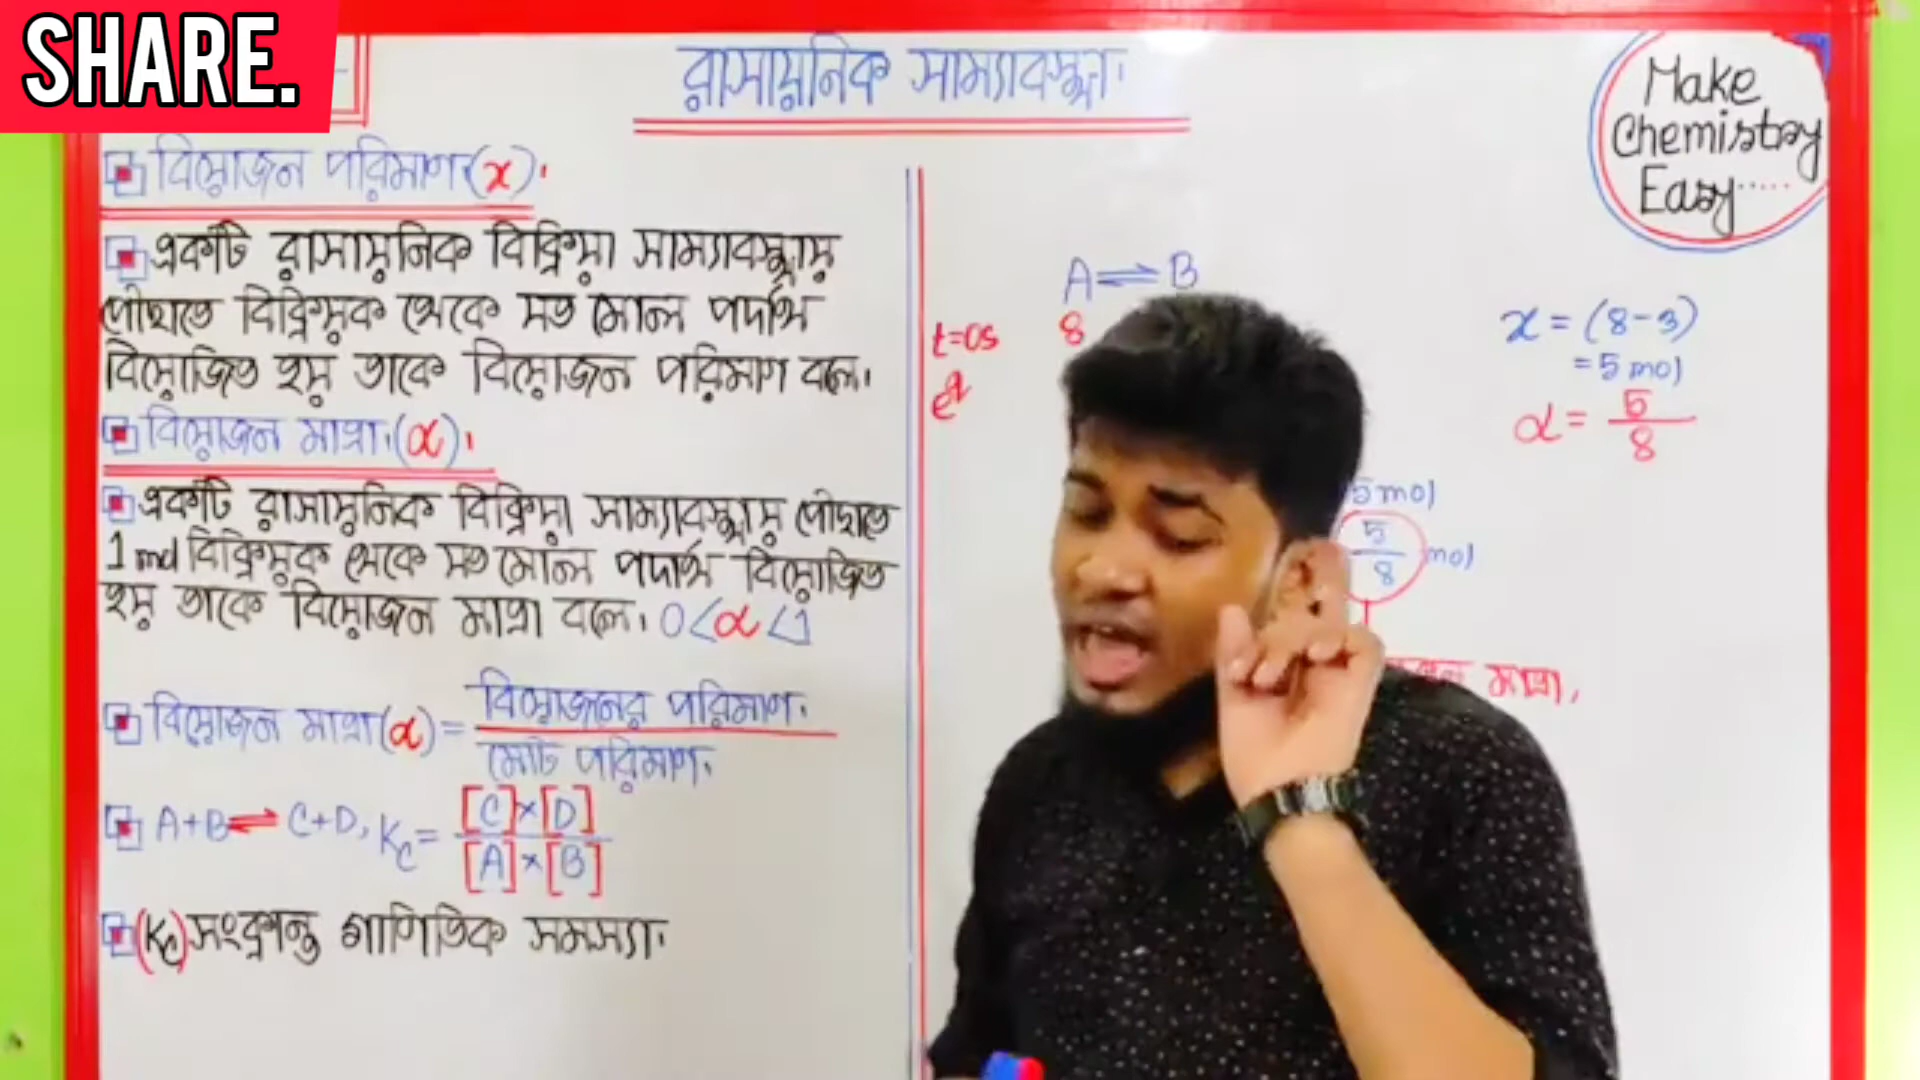 SHARE.
রাসায়নিক সাম্যাবস্থা।
Make
Chemistry
Easy.....
বিয়োজন পরিমাণ (x)।
একটি রাসায়নিক বিক্রিয়া সাম্যাবস্থায়
পৌছাতে বিক্রিয়ক থেকে যত মোল পদার্থ
বিয়োজিত হয় তাকে বিয়োজন পরিমাণ বলে।
বিয়োজন মাত্রা (α)।
একটি রাসায়নিক বিক্রিয়া সাম্যাবস্থায় পৌছাতে
1 mol বিক্রিয়ক থেকে যত মোল পদার্থ বিয়োজিত
হয় তাকে বিয়োজন মাত্রা বলে। 0<α<1
বিয়োজন মাত্রা (α) = বিয়োজনের পরিমাণ। / মোট পরিমাণ।
A+B⇌C+D, Kc = [C]×[D] / [A]×[B]
(Kc) সংক্রান্ত গাণিতিক সমস্যা।
A⇌B
t=0s 8
x = (8-3)
=5 mol
α = 5/8
5 mol
5/8 mol
মাত্রা।